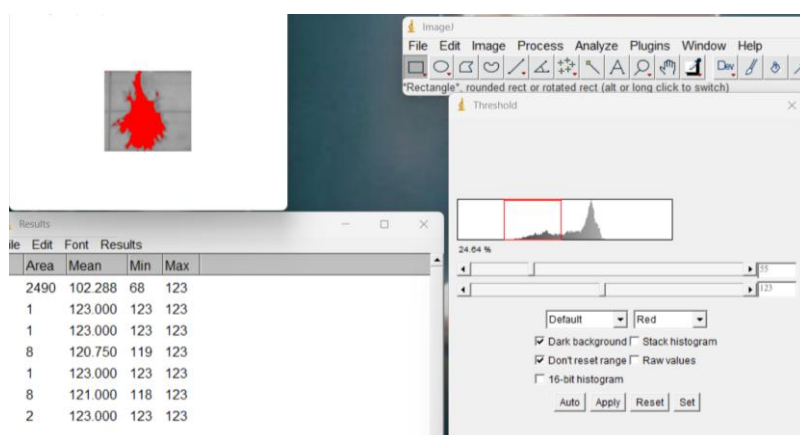 ImageJ
File Edit Image Process Analyze Plugins Window Help
Dev
*Rectangle*, rounded rect or rotated rect (alt or long click to switch)
Threshold
24.64 %
55
123
Default Red
Dark background Stack histogram
Don't reset range Raw values
16-bit histogram
Auto Apply Reset Set
Results
ile Edit Font Results
Area Mean Min Max
2490 102.288 68 123
1 123.000 123 123
1 123.000 123 123
8 120.750 119 123
1 123.000 123 123
8 121.000 118 123
2 123.000 123 123